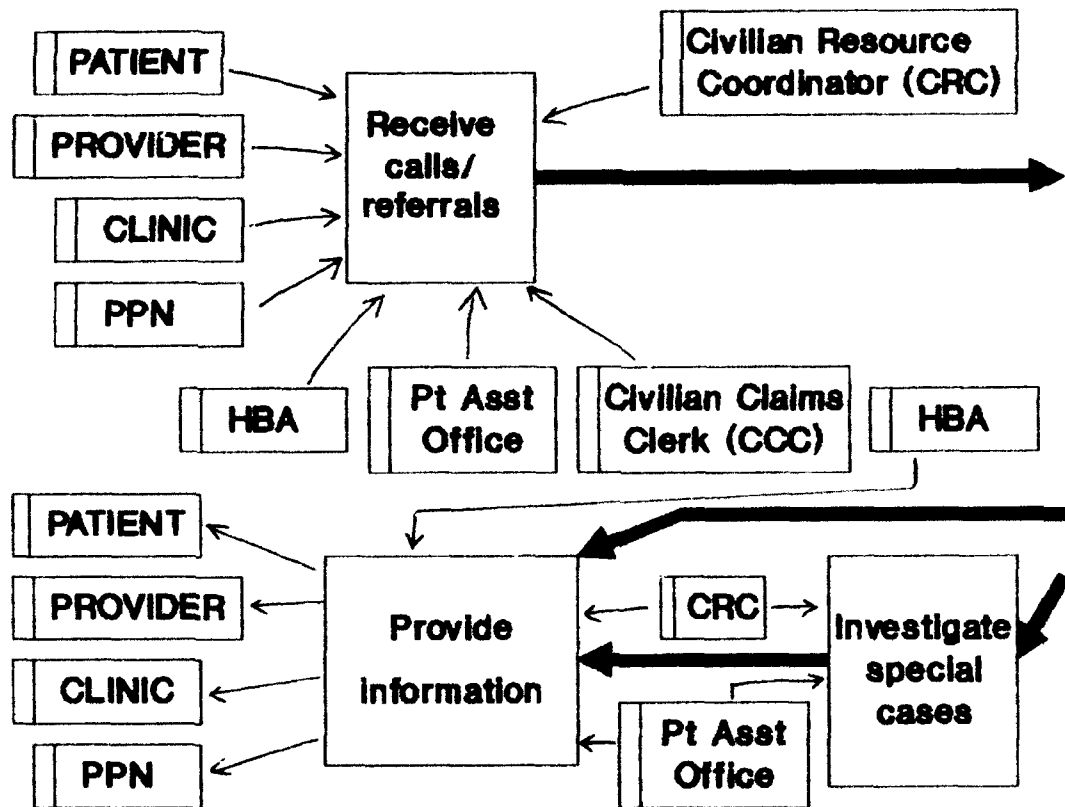 PATIENT
Civilian Resource
Coordinator (CRC)
PROVIDER
Receive
calls/
referrals
CLINIC
PPN
HBA
Pt Asst
Office
Civilian Claims
Clerk (CCC)
HBA
PATIENT
PROVIDER
CLINIC
PPN
Provide
information
CRC
Investigate
special
cases
Pt Asst
Office